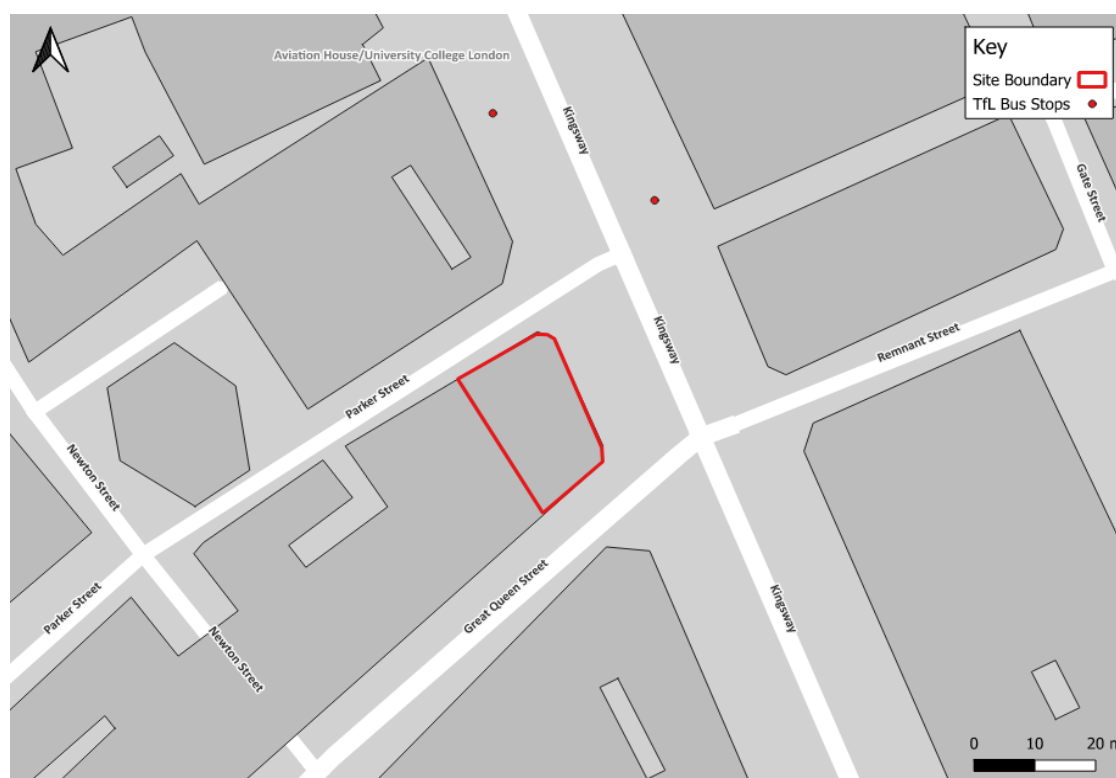 Aviation House/University College London
Key
Site Boundary
TfL Bus Stops
Kingsway
Gate Street
Kingsway
Remnant Street
Parker Street
Newton Street
Great Queen Street
Parker Street
Newton Street
Kingsway
0 10 20 m